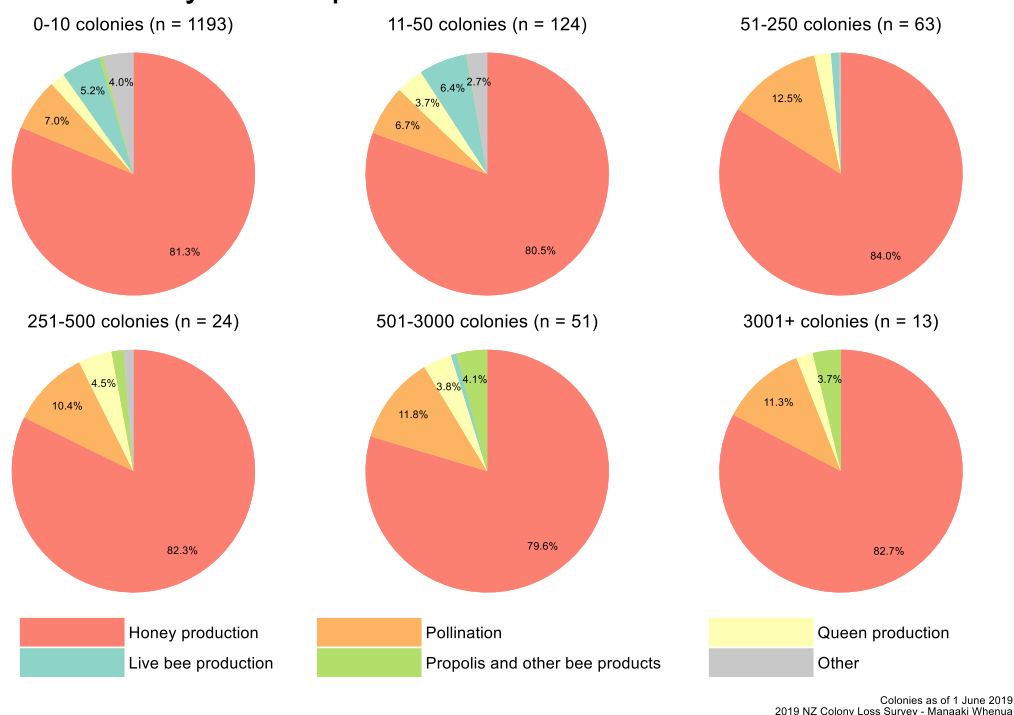 0-10 colonies (n = 1193)
11-50 colonies (n = 124)
51-250 colonies (n = 63)
4.0%
5.2%
7.0%
81.3%
2.7%
6.4%
3.7%
6.7%
80.5%
12.5%
84.0%
251-500 colonies (n = 24)
501-3000 colonies (n = 51)
3001+ colonies (n = 13)
4.5%
10.4%
82.3%
4.1%
3.8%
11.8%
79.6%
3.7%
11.3%
82.7%
Honey production
Pollination
Queen production
Live bee production
Propolis and other bee products
Other
Colonies as of 1 June 2019
2019 NZ Colony Loss Survey - Manaaki Whenua